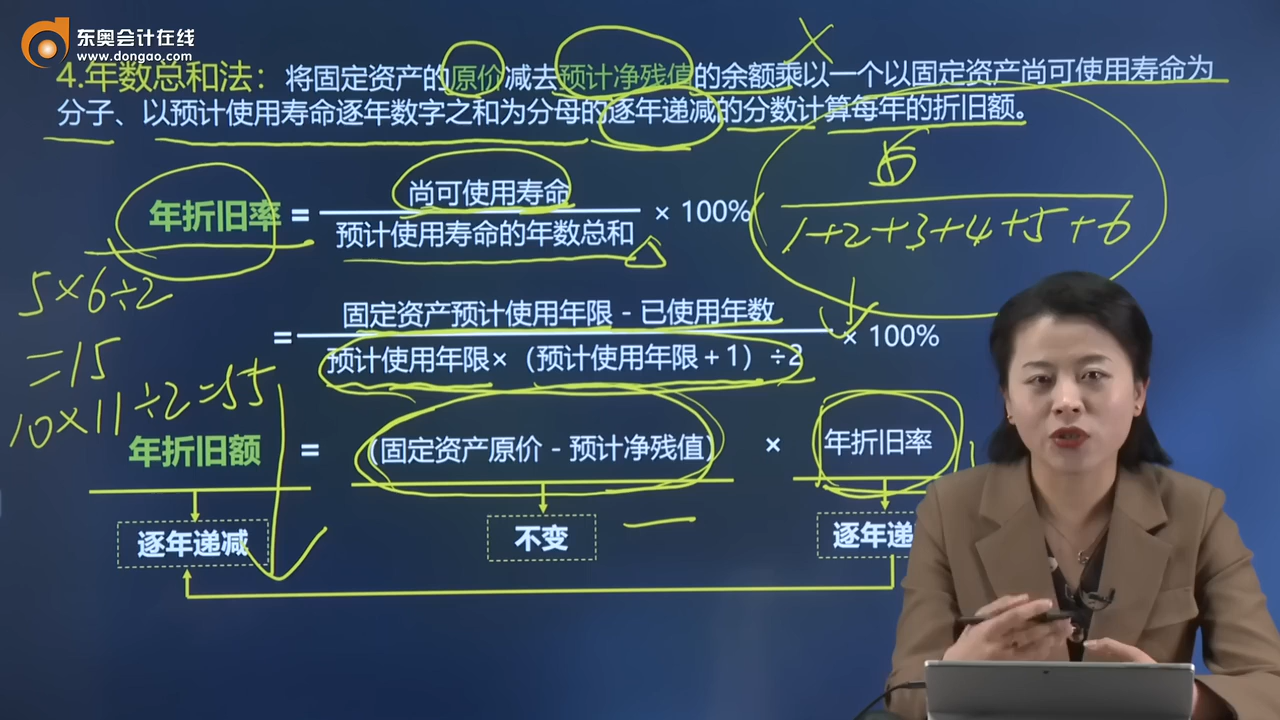 东奥会计在线
www.dongao.com
4.年数总和法：将固定资产的原价减去预计净残值的余额乘以一个以固定资产尚可使用寿命为
分子、以预计使用寿命逐年数字之和为分母的逐年递减的分数计算每年的折旧额。
年折旧率 = 尚可使用寿命
预计使用寿命的年数总和
× 100%
1+2+3+4+5+6
5×6÷2
=15
10×11÷2=55
= 固定资产预计使用年限 - 已使用年数
预计使用年限×（预计使用年限+1）÷2
× 100%
年折旧额 = （固定资产原价 - 预计净残值） × 年折旧率
逐年递减 不变 逐年递